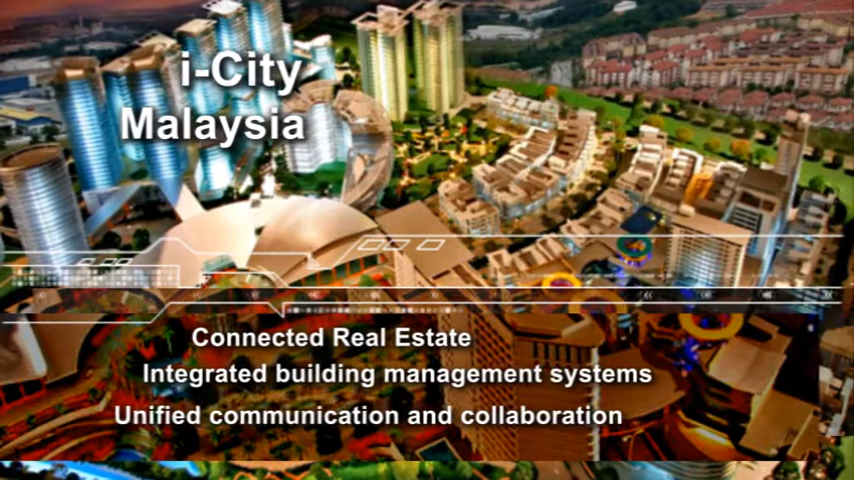 i-City
Malaysia
Connected Real Estate
Integrated building management systems
Unified communication and collaboration